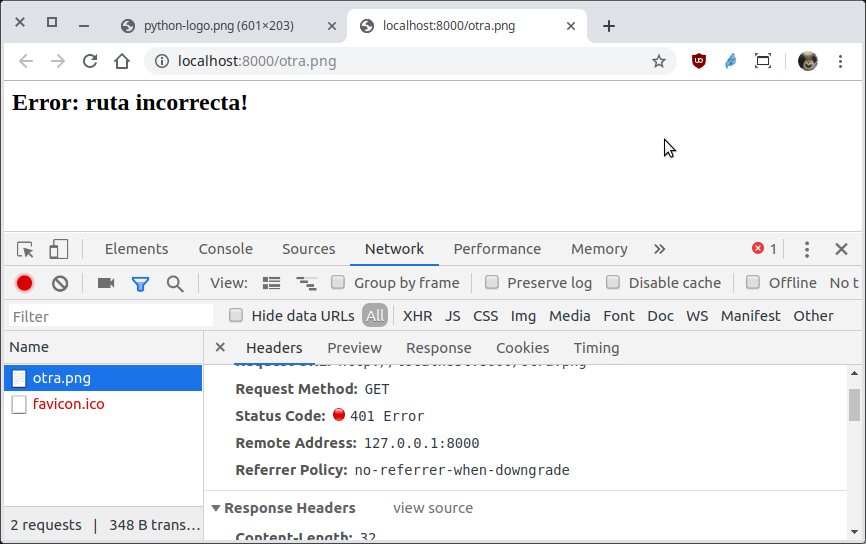 python-logo.png (601×203)
localhost:8000/otra.png
localhost:8000/otra.png
Error: ruta incorrecta!
Elements Console Sources Network Performance Memory 1
View: Group by frame Preserve log Disable cache Offline No t
Filter Hide data URLs All XHR JS CSS Img Media Font Doc WS Manifest Other
Name
Headers Preview Response Cookies Timing
otra.png
favicon.ico
Request Method: GET
Status Code: 401 Error
Remote Address: 127.0.0.1:8000
Referrer Policy: no-referrer-when-downgrade
Response Headers view source
Content-Length: 32
2 requests | 348 B trans…